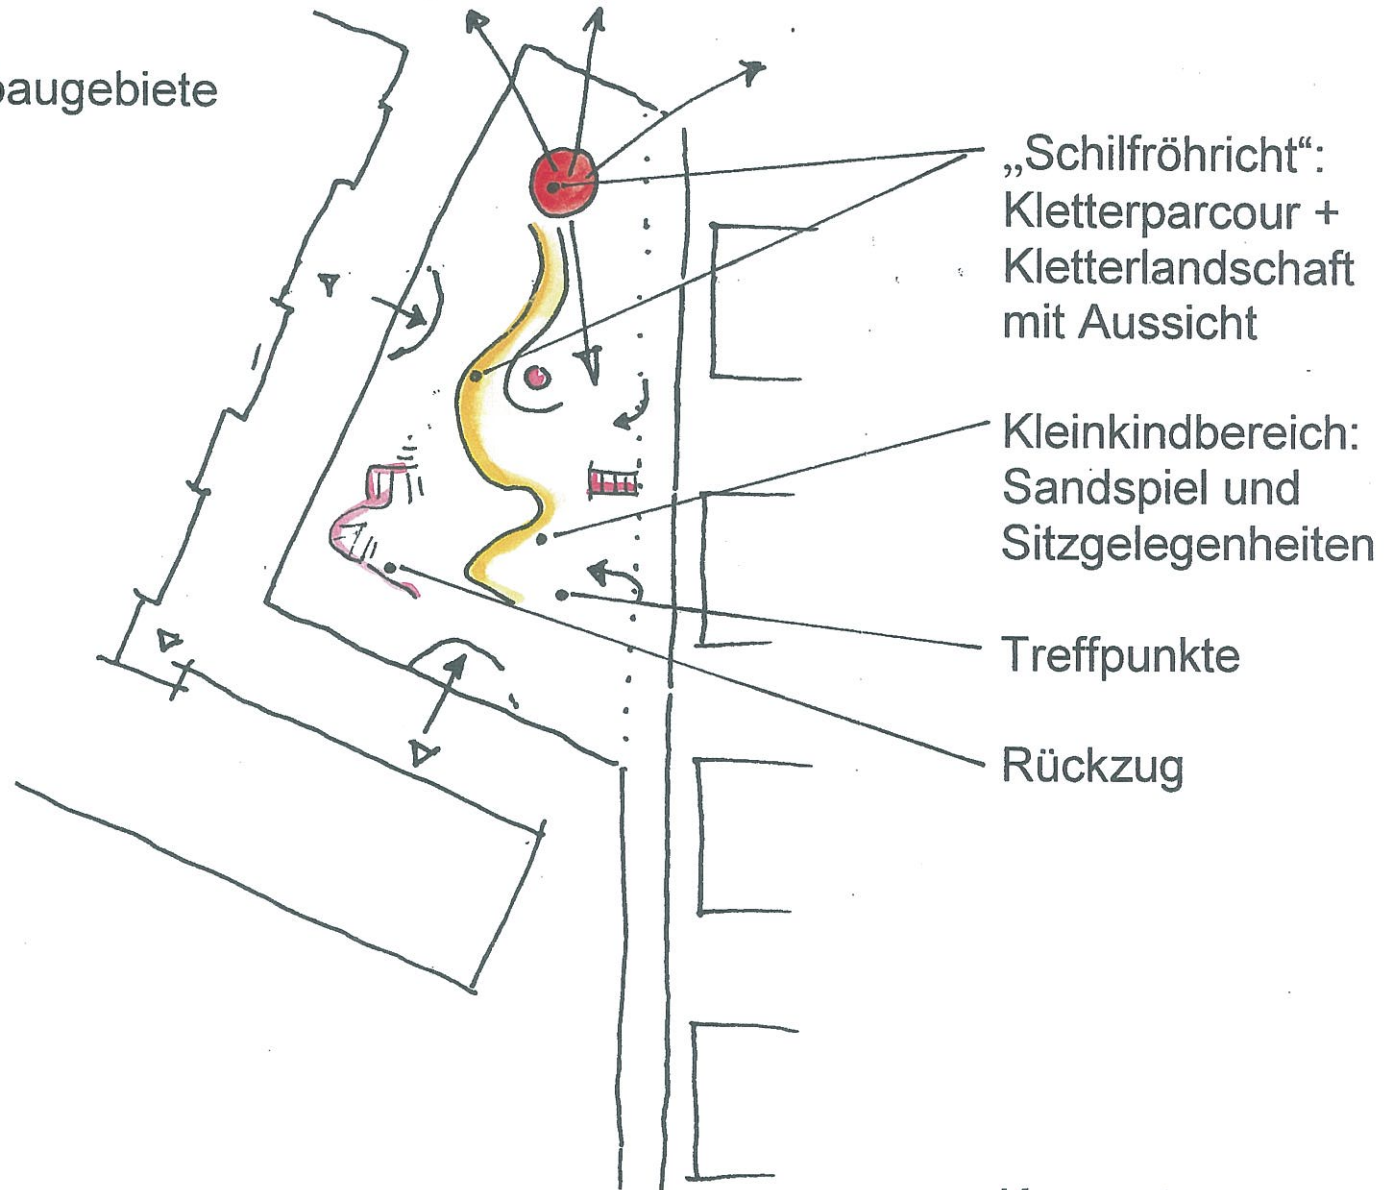 baugebiete
„Schilfröhricht“:
Kletterparcour +
Kletterlandschaft
mit Aussicht
Kleinkindbereich:
Sandspiel und
Sitzgelegenheiten
Treffpunkte
Rückzug